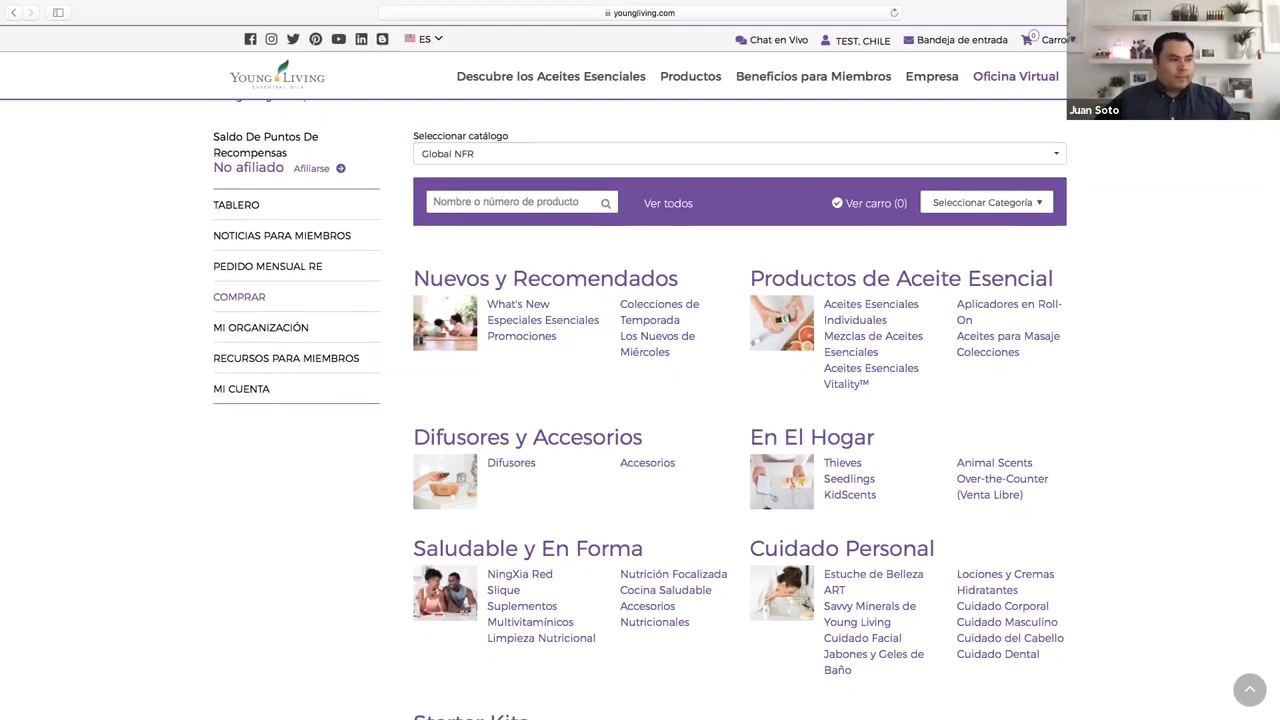 youngliving.com
ES
Chat en Vivo
TEST, CHILE
Bandeja de entrada
0
Carro
YOUNG LIVING
ESSENTIAL OILS
Descubre los Aceites Esenciales
Productos
Beneficios para Miembros
Empresa
Oficina Virtual
Juan Soto
Saldo De Puntos De
Recompensas
No afiliado Afiliarse
TABLERO
NOTICIAS PARA MIEMBROS
PEDIDO MENSUAL RE
COMPRAR
MI ORGANIZACIÓN
RECURSOS PARA MIEMBROS
MI CUENTA
Seleccionar catálogo
Global NFR
Nombre o número de producto
Ver todos
Ver carro (0)
Seleccionar Categoría
Nuevos y Recomendados
What's New
Especiales Esenciales
Promociones
Colecciones de
Temporada
Los Nuevos de
Miércoles
Productos de Aceite Esencial
Aceites Esenciales
Individuales
Mezclas de Aceites
Esenciales
Aceites Esenciales
Vitality™
Aplicadores en Roll-
On
Aceites para Masaje
Colecciones
Difusores y Accesorios
Difusores
Accesorios
En El Hogar
Thieves
Seedlings
KidScents
Animal Scents
Over-the-Counter
(Venta Libre)
Saludable y En Forma
NingXia Red
Slique
Suplementos
Multivitamínicos
Limpieza Nutricional
Nutrición Focalizada
Cocina Saludable
Accesorios
Nutricionales
Cuidado Personal
Estuche de Belleza
ART
Savvy Minerals de
Young Living
Cuidado Facial
Jabones y Geles de
Baño
Lociones y Cremas
Hidratantes
Cuidado Corporal
Cuidado Masculino
Cuidado del Cabello
Cuidado Dental
Starter Kits